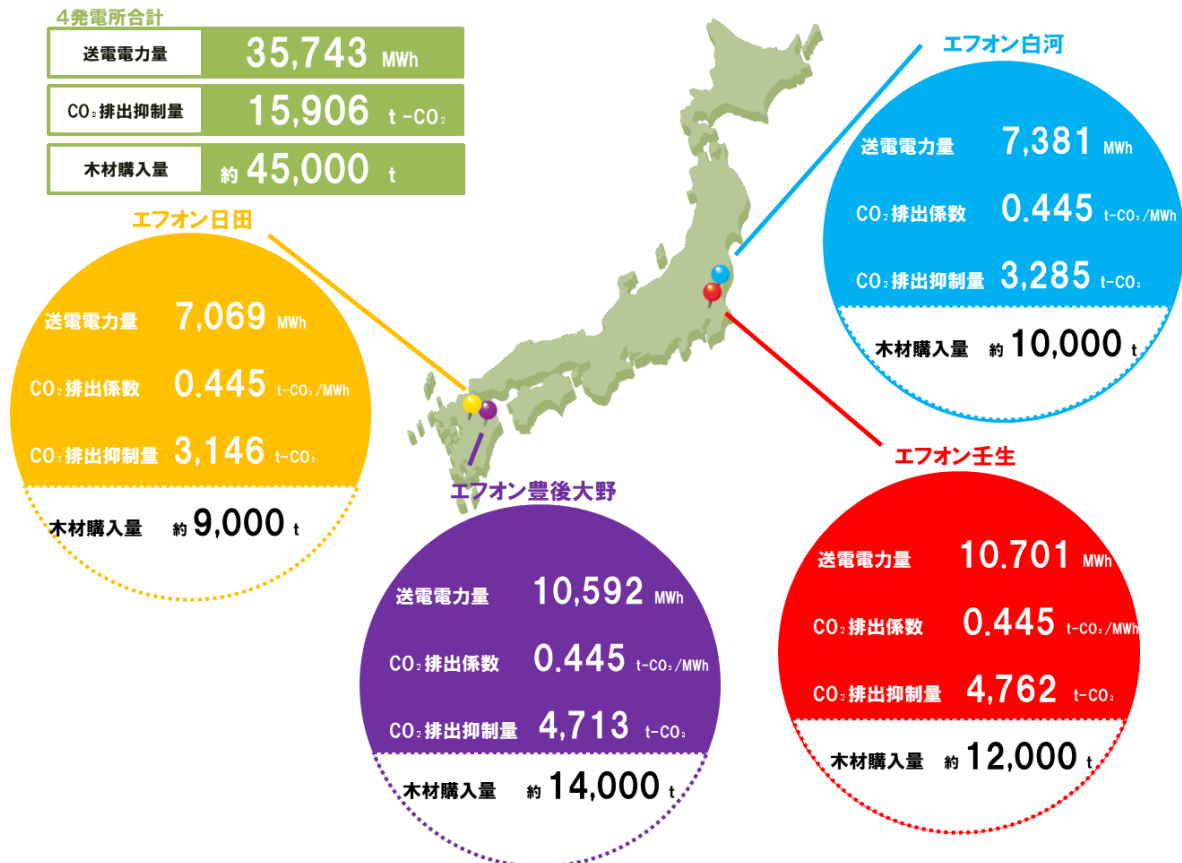 4発電所合計
送電電力量 35,743 MWh
CO₂排出抑制量 15,906 t-CO₂
木材購入量 約 45,000 t
エフオン白河
送電電力量 7,381 MWh
CO₂排出係数 0.445 t-CO₂/MWh
CO₂排出抑制量 3,285 t-CO₂
木材購入量 約 10,000 t
エフオン日田
送電電力量 7,069 MWh
CO₂排出係数 0.445 t-CO₂/MWh
CO₂排出抑制量 3,146 t-CO₂
木材購入量 約 9,000 t
エフオン豊後大野
送電電力量 10,592 MWh
CO₂排出係数 0.445 t-CO₂/MWh
CO₂排出抑制量 4,713 t-CO₂
木材購入量 約 14,000 t
エフオン壬生
送電電力量 10.701 MWh
CO₂排出係数 0.445 t-CO₂/MWh
CO₂排出抑制量 4,762 t-CO₂
木材購入量 約 12,000 t